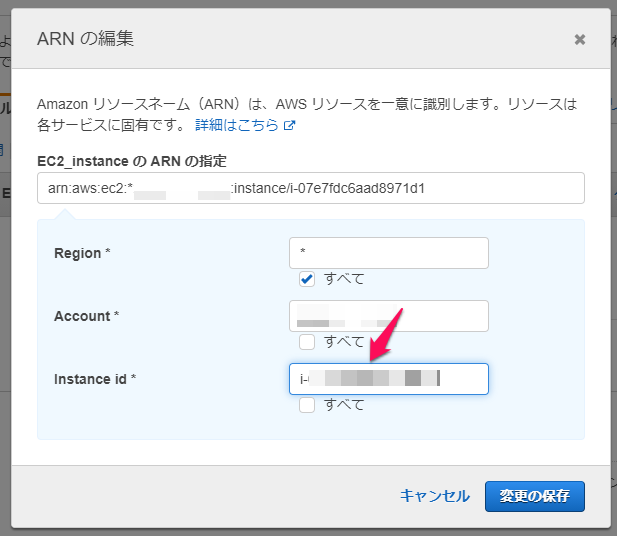 ARN の編集
×
Amazon リソースネーム（ARN）は、AWS リソースを一意に識別します。リソースは
各サービスに固有です。 詳細はこちら
EC2_instance の ARN の指定
arn:aws:ec2:* :instance/i-07e7fdc6aad8971d1
Region *
*
すべて
Account *
すべて
Instance id *
i-
すべて
キャンセル
変更の保存